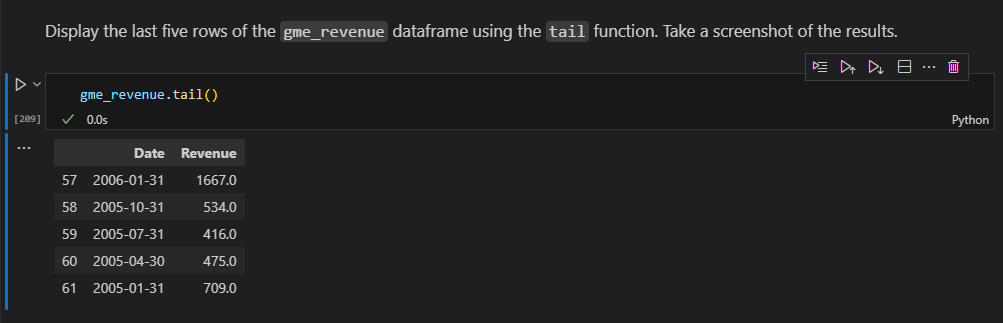 Display the last five rows of the gme_revenue dataframe using the tail function. Take a screenshot of the results.
gme_revenue.tail()
[209] 0.0s Python
Date Revenue
57 2006-01-31 1667.0
58 2005-10-31 534.0
59 2005-07-31 416.0
60 2005-04-30 475.0
61 2005-01-31 709.0